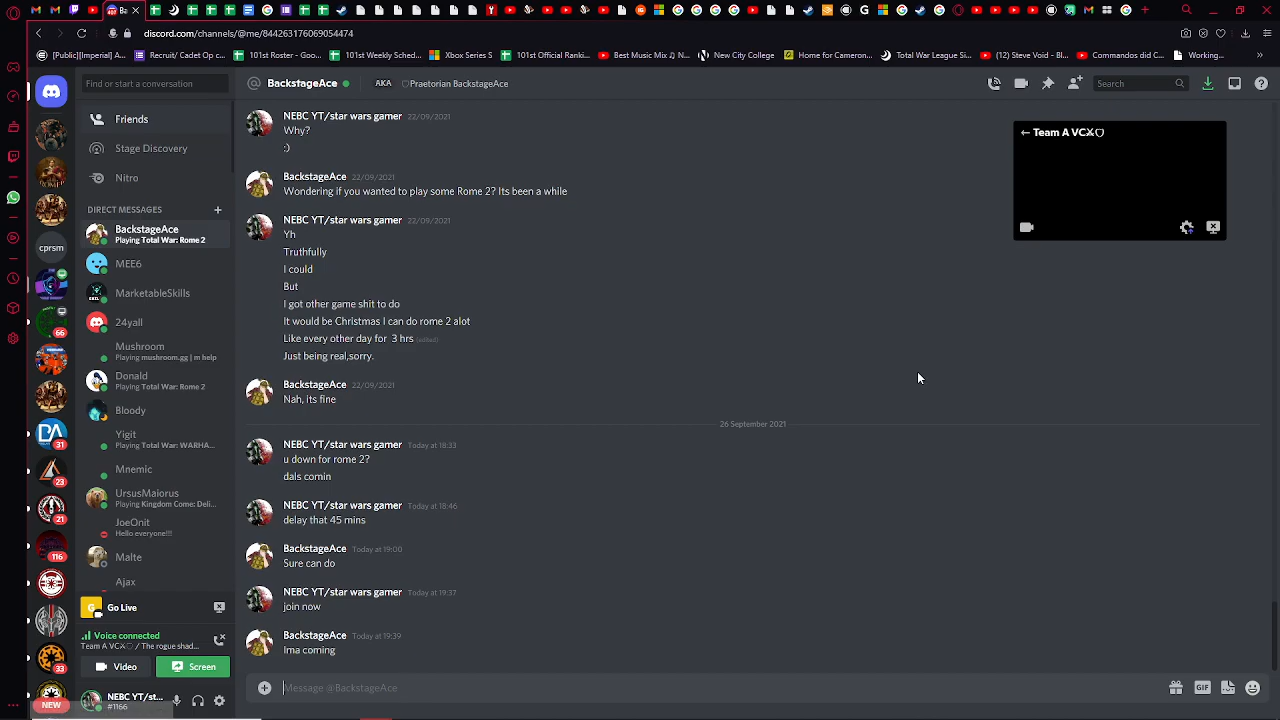 discord.com/channels/@me/844263176069054474
[Public][Imperial] A...
Recruit/ Cadet Op c...
101st Weekly Sched...
Xbox Series S
101st Official Ranki...
Best Music Mix ♫ N...
New City College
Home for Cameron...
Total War League Si...
(12) Steve Void - Bl...
Commandos did C...
Working...
Find or start a conversation
@ BackstageAce AKA ♡Praetorian BackstageAce
Search
Friends
Stage Discovery
Nitro
DIRECT MESSAGES +
BackstageAce
Playing Total War: Rome 2
MEE6
MarketableSkills
24yall
Mushroom
Playing mushroom.gg | m help
Donald
Playing Total War: Rome 2
Bloody
Yigit
Playing Total War: WARHA...
Mnemic
UrsusMaiorus
Playing Kingdom Come: Deli...
JoeOnit
Hello everyone!!!
Malte
Ajax
G Go Live
Voice connected
Team A VC⚔🛡 / The rogue shad...
Video
Screen
NEBC YT/st...
#1166
cprsm
66
31
23
21
116
33
NEW
NEBC YT/star wars gamer 22/09/2021
Why?
:)
BackstageAce 22/09/2021
Wondering if you wanted to play some Rome 2? Its been a while
NEBC YT/star wars gamer 22/09/2021
Yh
Truthfully
I could
But
I got other game shit to do
It would be Christmas I can do rome 2 alot
Like every other day for 3 hrs (edited)
Just being real,sorry.
BackstageAce 22/09/2021
Nah, its fine
26 September 2021
NEBC YT/star wars gamer Today at 18:33
u down for rome 2?
dals comin
NEBC YT/star wars gamer Today at 18:46
delay that 45 mins
BackstageAce Today at 19:00
Sure can do
NEBC YT/star wars gamer Today at 19:37
join now
BackstageAce Today at 19:39
Ima coming
Message @BackstageAce
GIF
← Team A VC⚔🛡